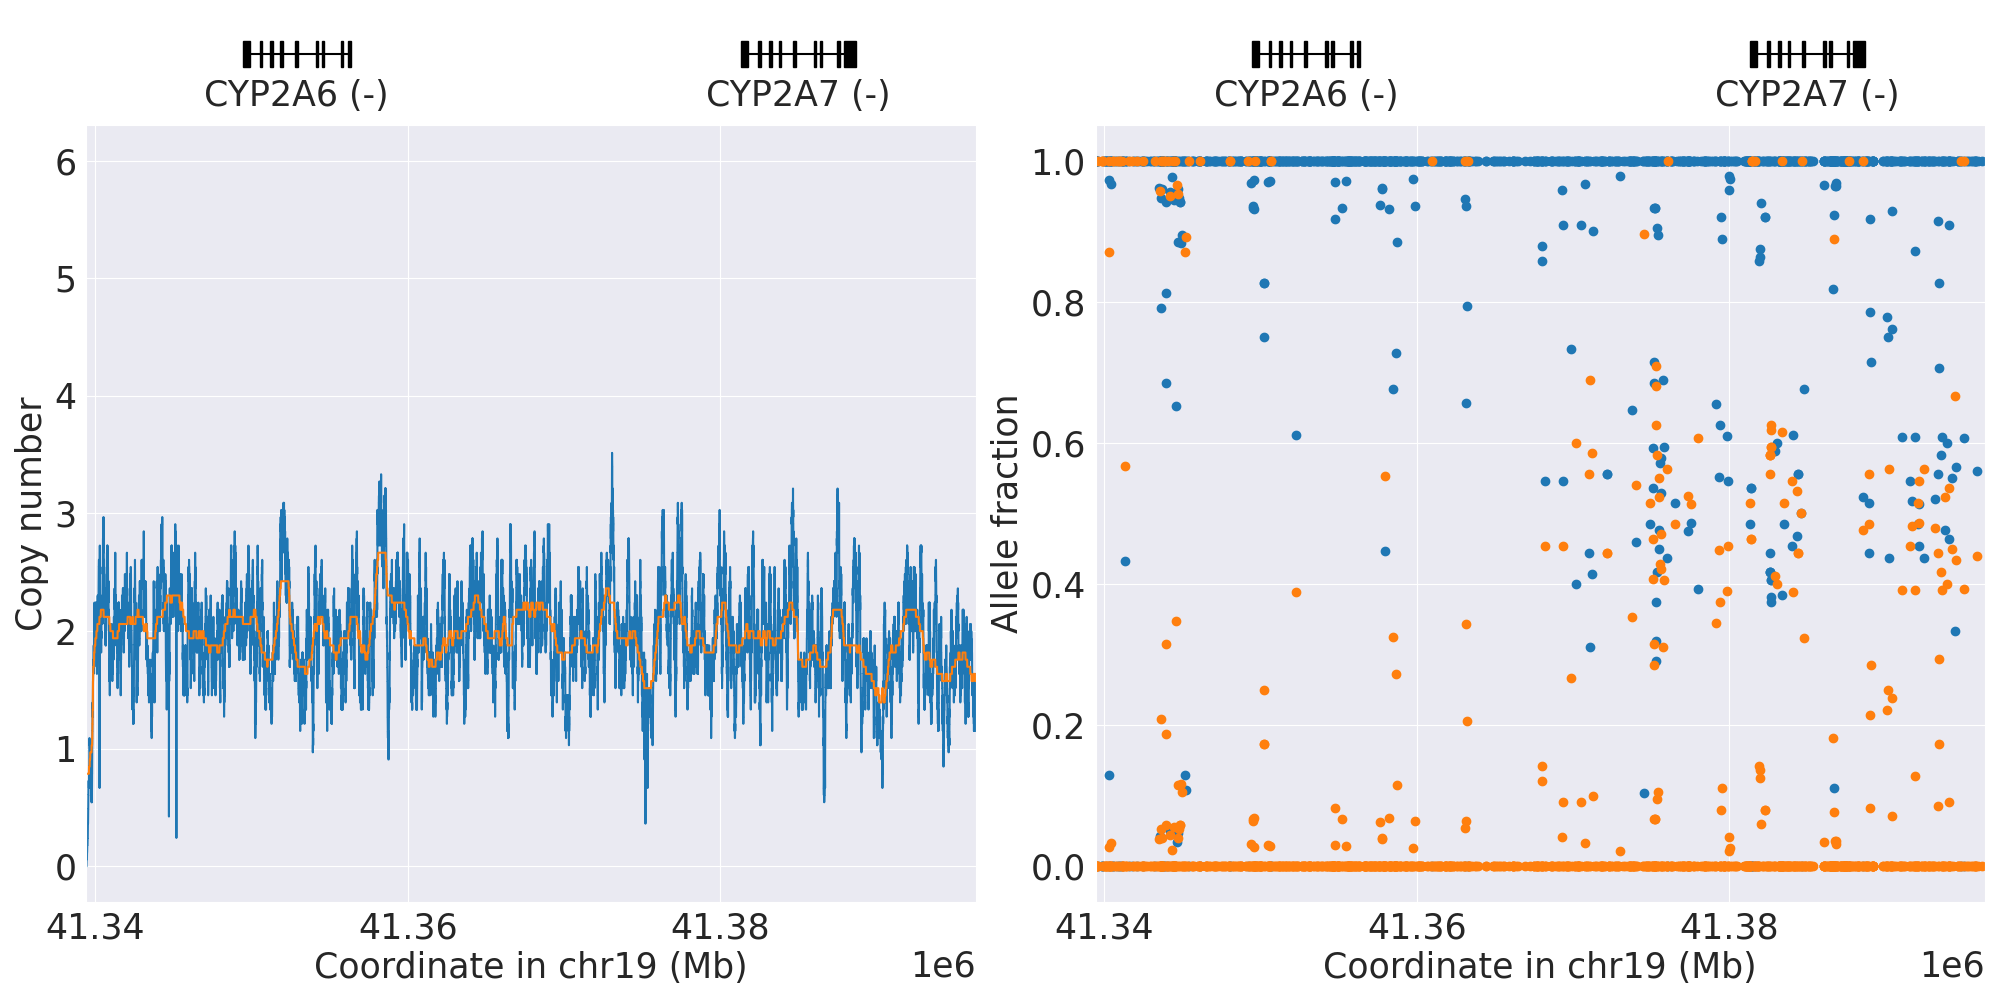 CYP2A6 (-) CYP2A7 (-) CYP2A6 (-) CYP2A7 (-)
6
5
4
3
2
1
0
Copy number
41.34 41.36 41.38
Coordinate in chr19 (Mb) 1e6
1.0
0.8
0.6
0.4
0.2
0.0
Allele fraction
41.34 41.36 41.38
Coordinate in chr19 (Mb) 1e6